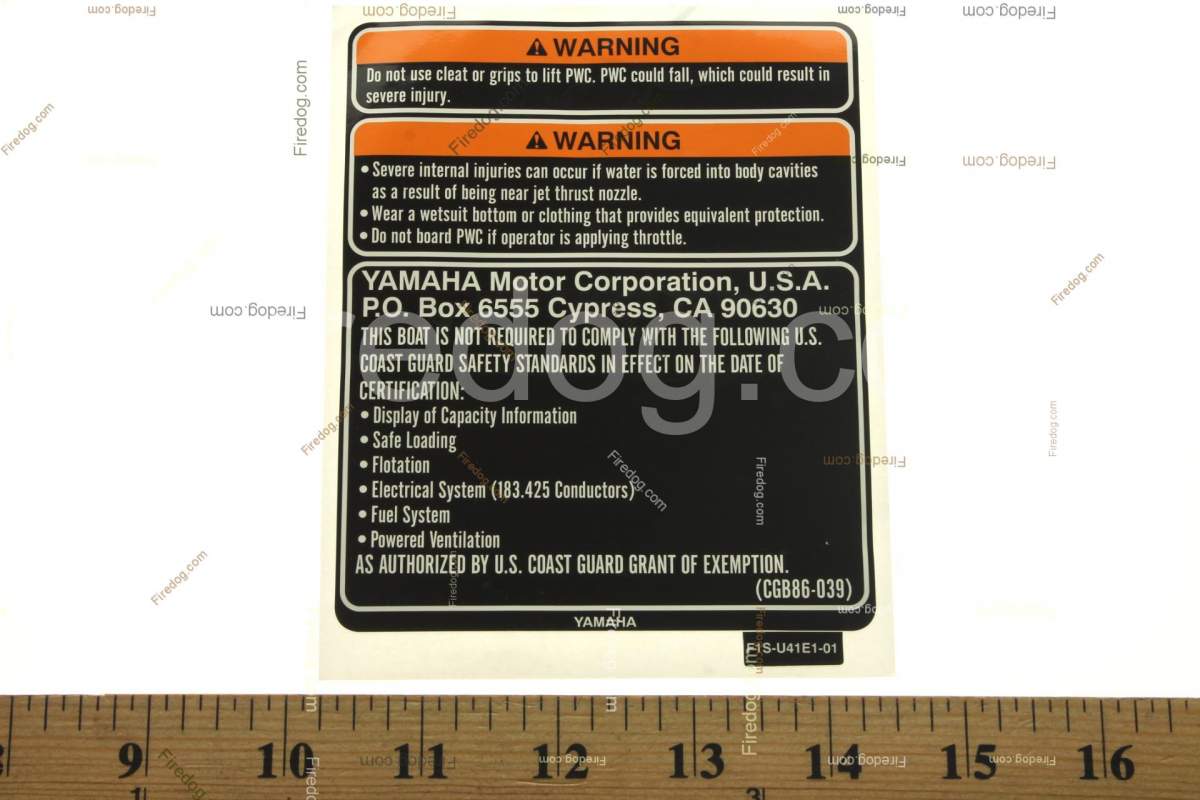 WARNING
Do not use cleat or grips to lift PWC. PWC could fall, which could result in
severe injury.
WARNING
• Severe internal injuries can occur if water is forced into body cavities
as a result of being near jet thrust nozzle.
• Wear a wetsuit bottom or clothing that provides equivalent protection.
• Do not board PWC if operator is applying throttle.
YAMAHA Motor Corporation, U.S.A.
P.O. Box 6555 Cypress, CA 90630
THIS BOAT IS NOT REQUIRED TO COMPLY WITH THE FOLLOWING U.S.
COAST GUARD SAFETY STANDARDS IN EFFECT ON THE DATE OF
CERTIFICATION:
• Display of Capacity Information
• Safe Loading
• Flotation
• Electrical System (183.425 Conductors)
• Fuel System
• Powered Ventilation
AS AUTHORIZED BY U.S. COAST GUARD GRANT OF EXEMPTION.
(CGB86-039)
YAMAHA
F1S-U41E1-01
9 10 11 12 13 14 15 16
Firedog.com